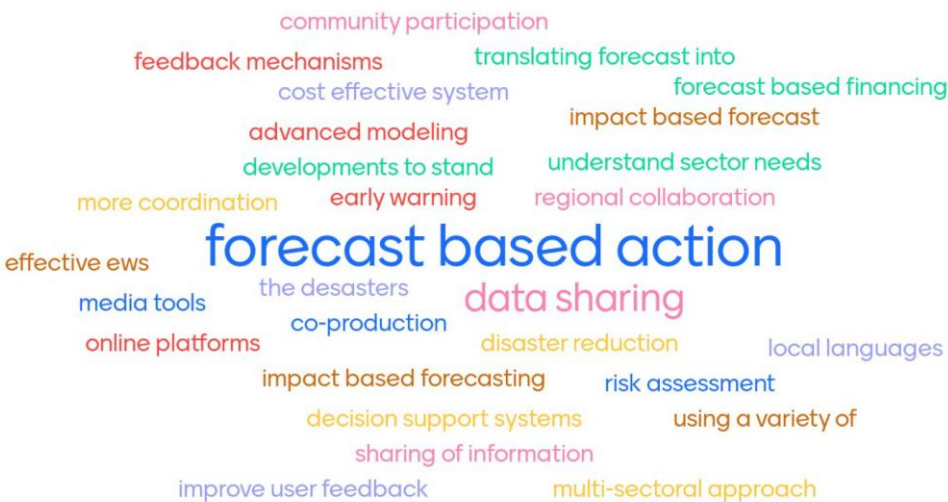 community participation
feedback mechanisms
translating forecast into
cost effective system
forecast based financing
advanced modeling
impact based forecast
developments to stand
understand sector needs
more coordination
early warning
regional collaboration
forecast based action
effective ews
the desasters
data sharing
media tools
co-production
online platforms
disaster reduction
local languages
impact based forecasting
risk assessment
decision support systems
using a variety of
sharing of information
improve user feedback
multi-sectoral approach